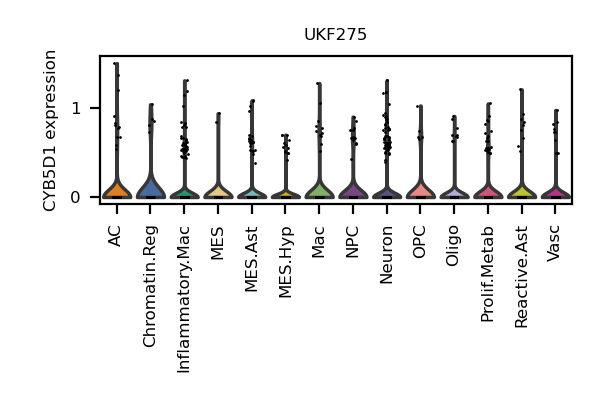 UKF275
CYB5D1 expression
1
0
AC
Chromatin.Reg
Inflammatory.Mac
MES
MES.Ast
MES.Hyp
Mac
NPC
Neuron
OPC
Oligo
Prolif.Metab
Reactive.Ast
Vasc